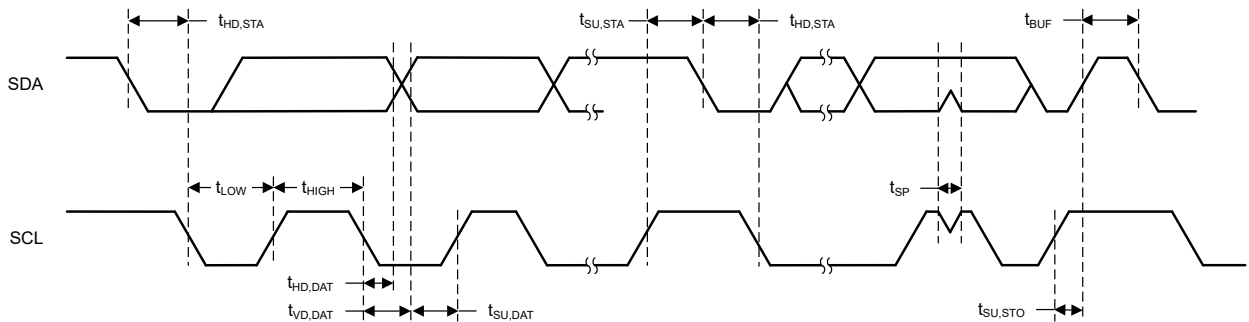 tHD,STA
tSU,STA
tHD,STA
tBUF
SDA
tLOW
tHIGH
tSP
SCL
tHD,DAT
tVD,DAT
tSU,DAT
tSU,STO